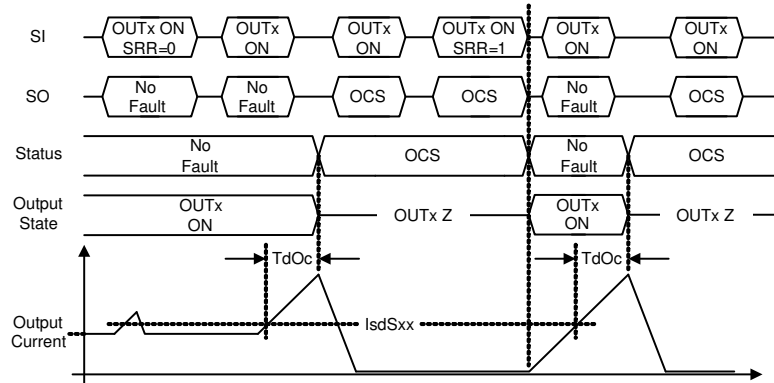 SI
OUTx ON
SRR=0
OUTx
ON
OUTx
ON
OUTx ON
SRR=1
OUTx
ON
OUTx
ON
SO
No
Fault
No
Fault
OCS
OCS
No
Fault
OCS
Status
No
Fault
OCS
No
Fault
OCS
Output
State
OUTx
ON
OUTx Z
OUTx
ON
OUTx Z
TdOc
TdOc
Output
Current
IsdSxx